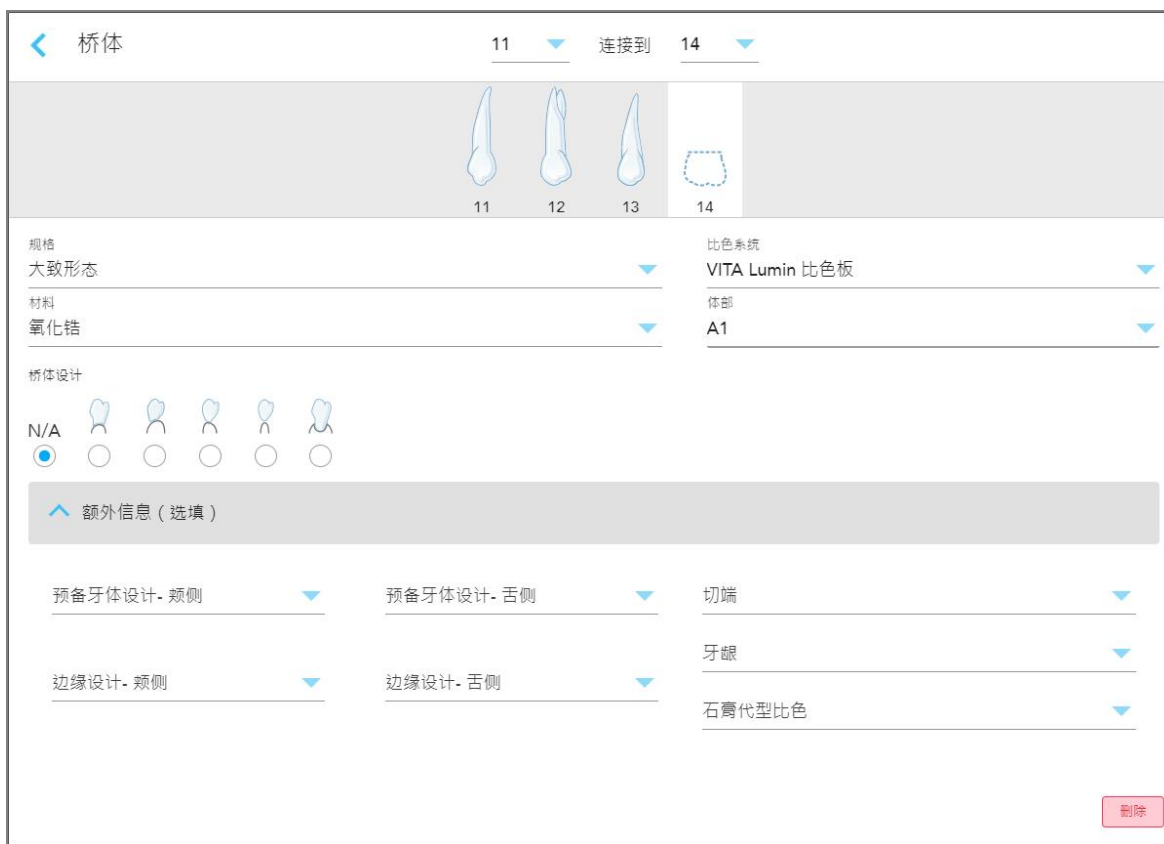 桥体 11 连接到 14
11 12 13 14
规格 比色系统
大致形态 VITA Lumin 比色板
材料 体部
氧化锆 A1
桥体设计
N/A
额外信息（选填）
预备牙体设计- 颊侧 预备牙体设计- 舌侧 切端
牙龈
边缘设计- 颊侧 边缘设计- 舌侧
石膏代型比色
删除